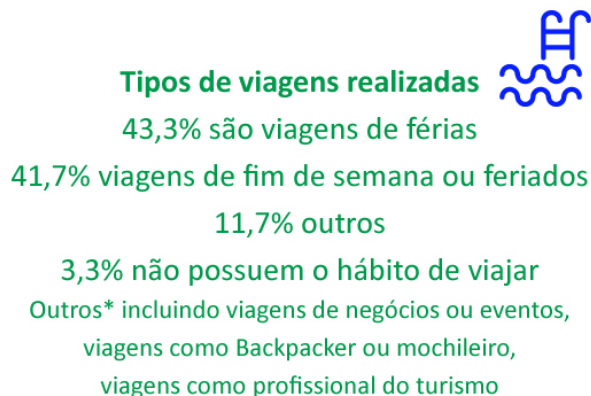 Tipos de viagens realizadas
43,3% são viagens de férias
41,7% viagens de fim de semana ou feriados
11,7% outros
3,3% não possuem o hábito de viajar
Outros* incluindo viagens de negócios ou eventos,
viagens como Backpacker ou mochileiro,
viagens como profissional do turismo